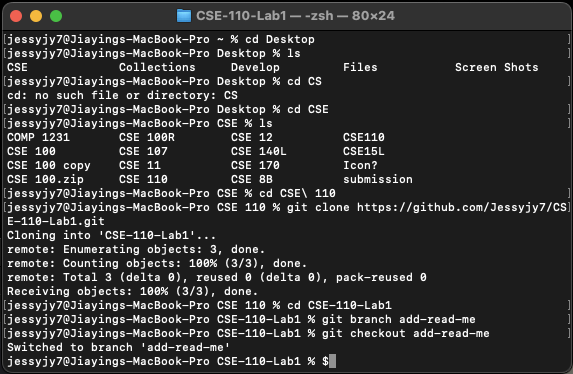 CSE-110-Lab1 — -zsh — 80×24
[jessyjy7@Jiayings-MacBook-Pro ~ % cd Desktop ]
[jessyjy7@Jiayings-MacBook-Pro Desktop % ls ]
CSE Collections Develop Files Screen Shots
[jessyjy7@Jiayings-MacBook-Pro Desktop % cd CS ]
cd: no such file or directory: CS
[jessyjy7@Jiayings-MacBook-Pro Desktop % cd CSE ]
[jessyjy7@Jiayings-MacBook-Pro CSE % ls ]
COMP 1231 CSE 100R CSE 12 CSE110
CSE 100 CSE 107 CSE 140L CSE15L
CSE 100 copy CSE 11 CSE 170 Icon?
CSE 100.zip CSE 110 CSE 8B submission
[jessyjy7@Jiayings-MacBook-Pro CSE % cd CSE\ 110 ]
[jessyjy7@Jiayings-MacBook-Pro CSE 110 % git clone https://github.com/Jessyjy7/CS]
E-110-Lab1.git
Cloning into 'CSE-110-Lab1'...
remote: Enumerating objects: 3, done.
remote: Counting objects: 100% (3/3), done.
remote: Total 3 (delta 0), reused 0 (delta 0), pack-reused 0
Receiving objects: 100% (3/3), done.
[jessyjy7@Jiayings-MacBook-Pro CSE 110 % cd CSE-110-Lab1 ]
[jessyjy7@Jiayings-MacBook-Pro CSE-110-Lab1 % git branch add-read-me ]
[jessyjy7@Jiayings-MacBook-Pro CSE-110-Lab1 % git checkout add-read-me ]
Switched to branch 'add-read-me'
jessyjy7@Jiayings-MacBook-Pro CSE-110-Lab1 % $